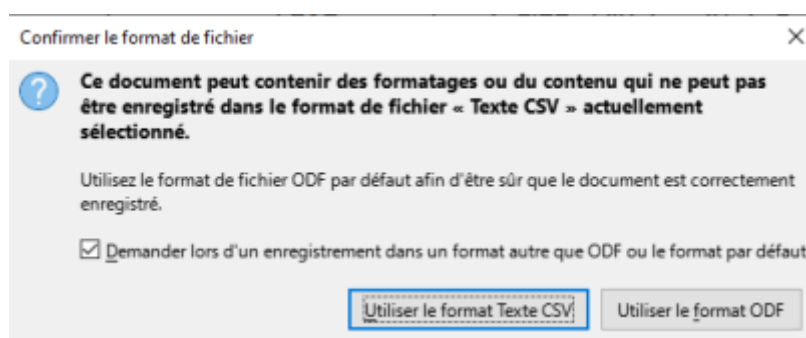 Confirmer le format de fichier
Ce document peut contenir des formatages ou du contenu qui ne peut pas
être enregistré dans le format de fichier « Texte CSV » actuellement
sélectionné.
Utilisez le format de fichier ODF par défaut afin d'être sûr que le document est correctement
enregistré.
Demander lors d'un enregistrement dans un format autre que ODF ou le format par défaut
Utiliser le format Texte CSV Utiliser le format ODF